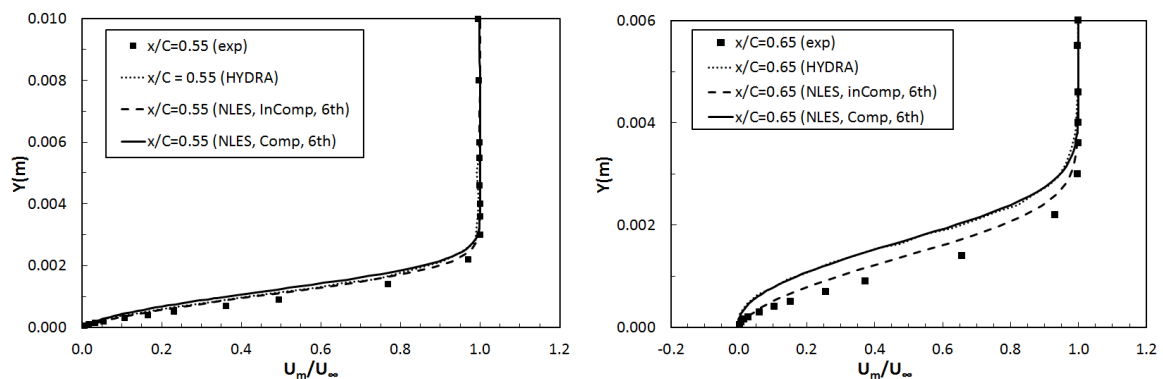 0.010
0.008
0.006
0.004
0.002
0.000
Y(m)
x/C=0.55 (exp)
x/C = 0.55 (HYDRA)
x/C=0.55 (NLES, InComp, 6th)
x/C=0.55 (NLES, Comp, 6th)
0.0 0.2 0.4 0.6 0.8 1.0 1.2
Um/U∞
0.006
0.004
0.002
0.000
Y(m)
x/C=0.65 (exp)
x/C=0.65 (HYDRA)
x/C=0.65 (NLES, inComp, 6th)
x/C=0.65 (NLES, Comp, 6th)
-0.2 0.0 0.2 0.4 0.6 0.8 1.0 1.2
Um/U∞